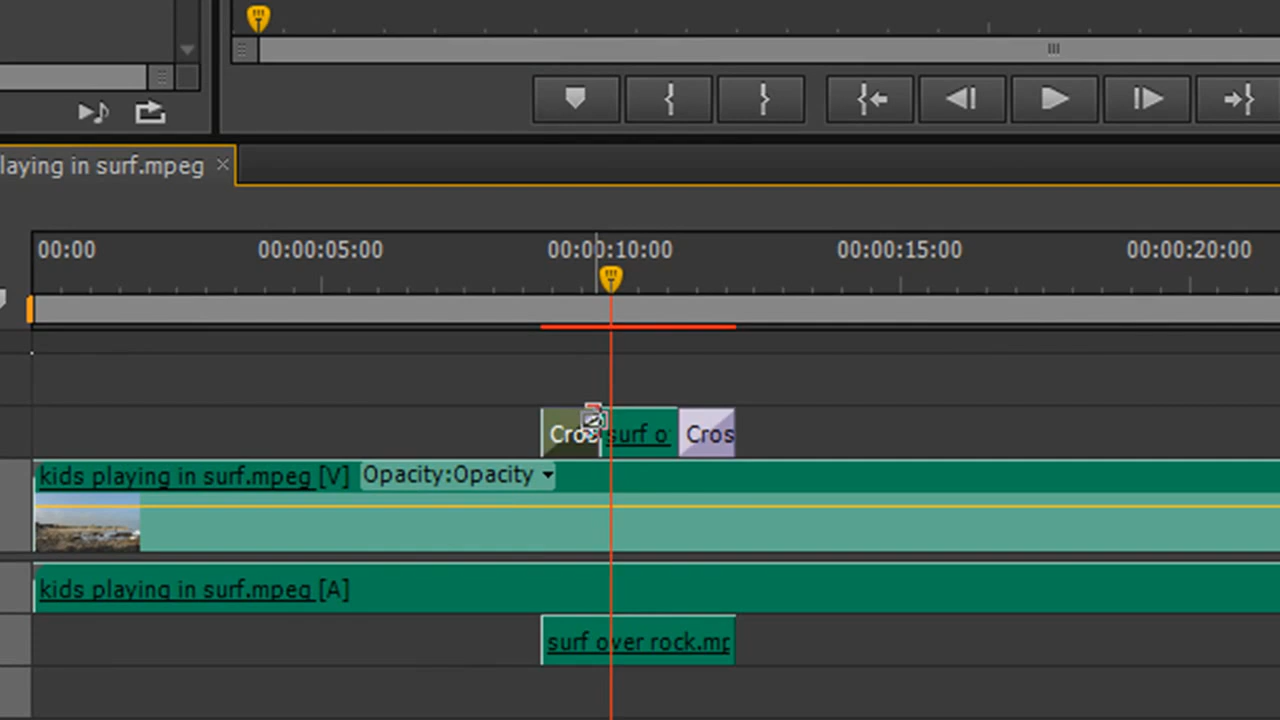 laying in surf.mpeg
00:00 00:00:05:00 00:00:10:00 00:00:15:00 00:00:20:00
Cros surf o Cros
kids playing in surf.mpeg [V] Opacity:Opacity
kids playing in surf.mpeg [A]
surf over rock.mp